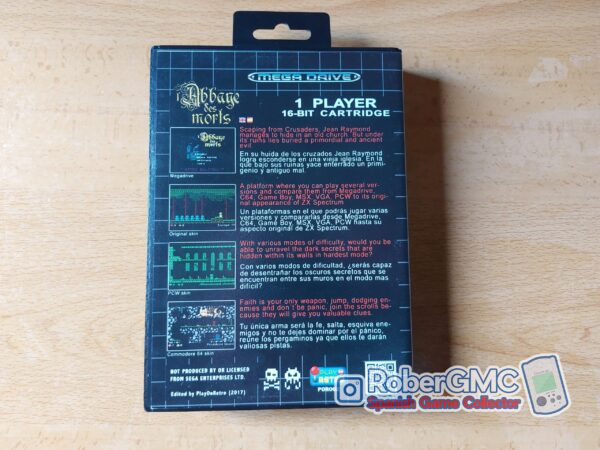 MEGA DRIVE
l'Abbaye
des
morts
1 PLAYER
16-BIT CARTRIDGE
Scaping from Crusaders, Jean Raymond
manages to hide in an old church. But under
its ruins lies buried a primordial and ancient
evil.
En su huida de los cruzados Jean Raymond
logra esconderse en una vieja iglesia. En la
que bajo sus ruinas yace enterrado un primi-
genio y antiguo mal.
Abbaye
des
morts
Megadrive
A platform where you can play several ver-
sions and compare them from Megadrive,
C64, Game Boy, MSX, VGA, PCW to its origi-
nal appearance of ZX Spectrum
Un plataformas en el que podrás jugar varias
versiones y compararlas desde Megadrive,
C64, Game Boy, MSX, VGA, PCW hasta su
aspecto original de ZX Spectrum.
Original skin
With various modes of difficulty, would you be
able to unravel the dark secrets that are
hidden within its walls in hardest mode?
Con varios modos de dificultad, ¿serás capaz
de desentrañar los oscuros secretos que se
encuentran entre sus muros en el modo mas
dificil?
PCW skin
Faith is your only weapon, jump, dodging en-
emies and don´t be panic, join the scrolls be-
cause they will give you valuable clues.
Tu única arma será la fe, salta, esquiva ene-
migos y no te dejes dominar por el pánico,
reúne los pergaminos ya que ellos te darán
valiosas pistas.
Commodore 64 skin
NOT PRODUCED BY OR LICENSED
FROM SEGA ENTERPRISES LTD.
Edited by PlayOnRetro (2017)
PLAY
RoberGMC
Spanish Game Collector